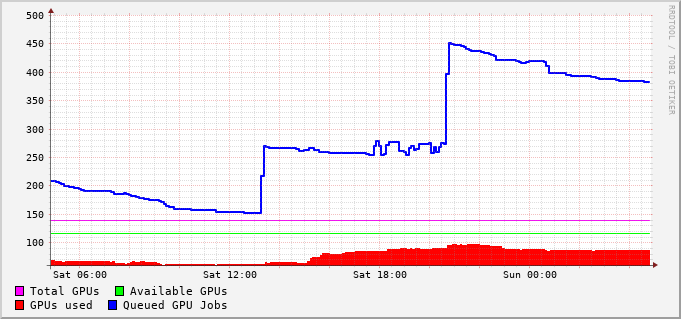 500
450
400
350
300
250
200
150
100
Sat 06:00 Sat 12:00 Sat 18:00 Sun 00:00
Total GPUs Available GPUs
GPUs used Queued GPU Jobs
RRDTOOL / TOBI OETIKER